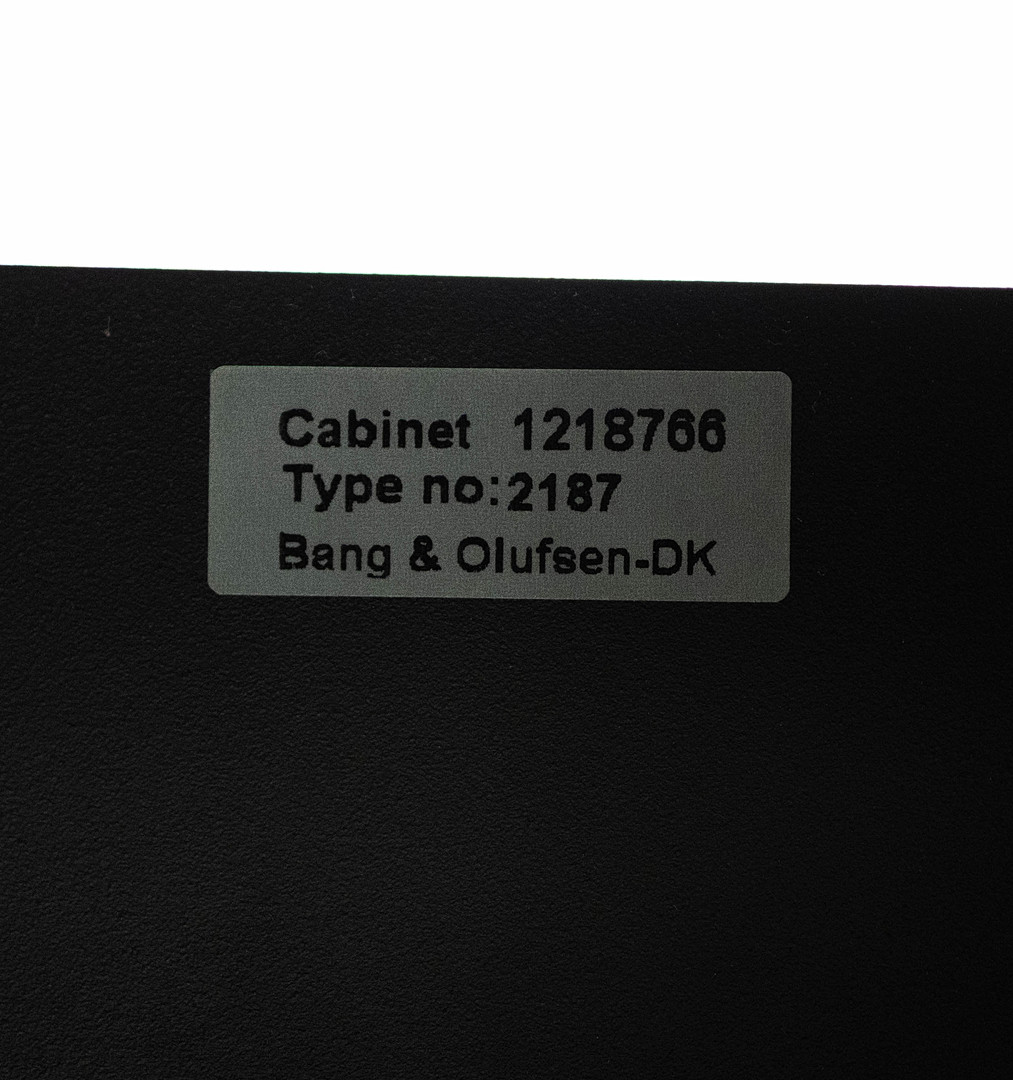 Cabinet 1218766
Type no:2187
Bang & Olufsen-DK